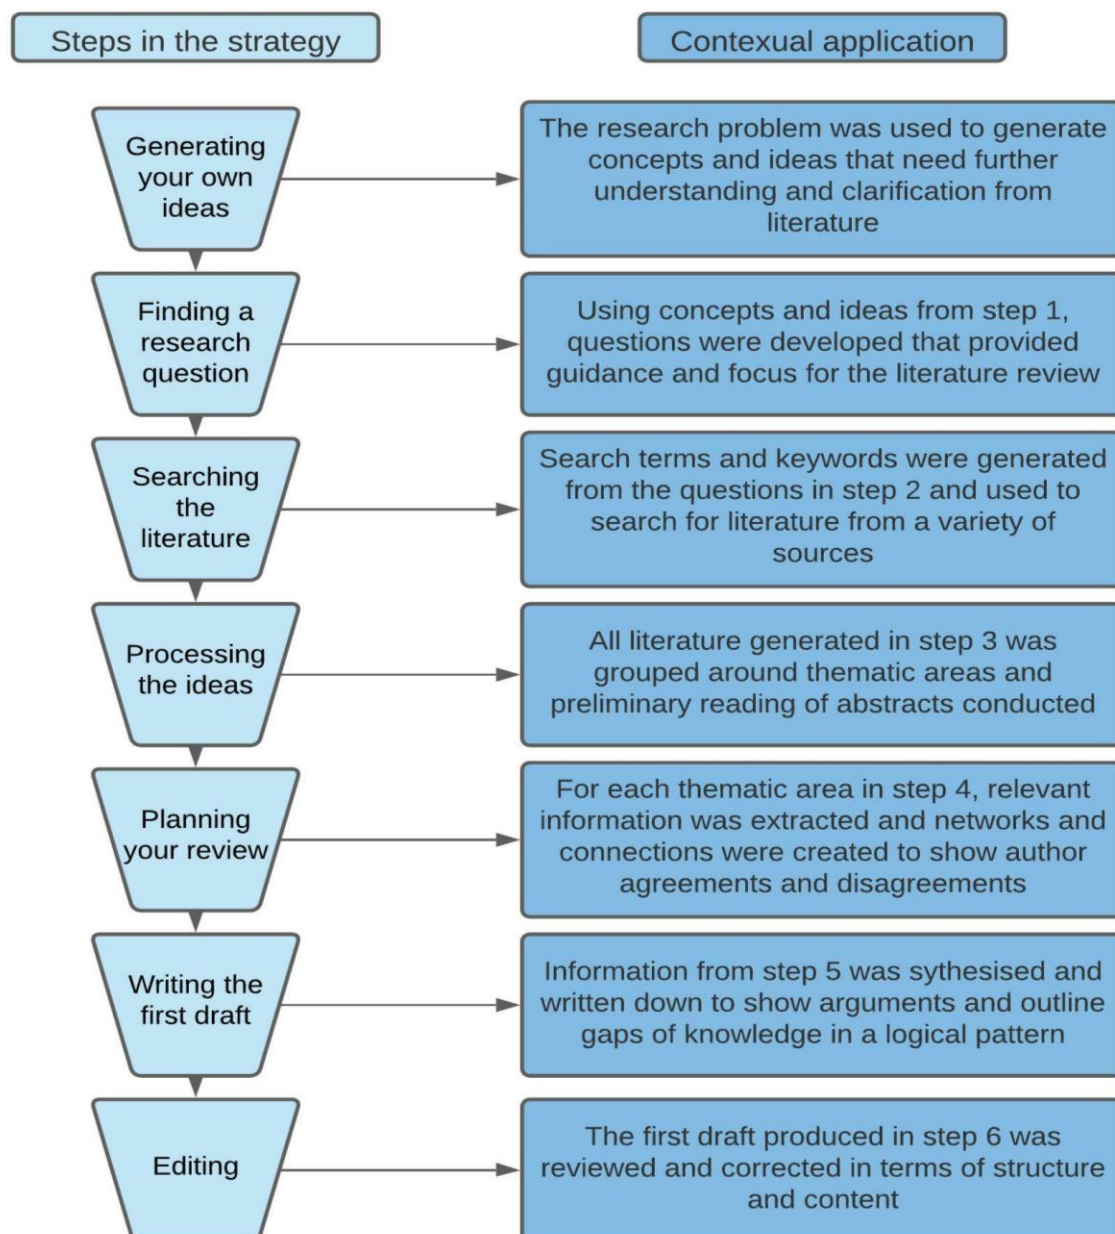 Steps in the strategy
Contexual application
Generating
your own
ideas
The research problem was used to generate
concepts and ideas that need further
understanding and clarification from
literature
Finding a
research
question
Using concepts and ideas from step 1,
questions were developed that provided
guidance and focus for the literature review
Searching
the
literature
Search terms and keywords were generated
from the questions in step 2 and used to
search for literature from a variety of
sources
Processing
the ideas
All literature generated in step 3 was
grouped around thematic areas and
preliminary reading of abstracts conducted
Planning
your review
For each thematic area in step 4, relevant
information was extracted and networks and
connections were created to show author
agreements and disagreements
Writing the
first draft
Information from step 5 was sythesised and
written down to show arguments and outline
gaps of knowledge in a logical pattern
Editing
The first draft produced in step 6 was
reviewed and corrected in terms of structure
and content